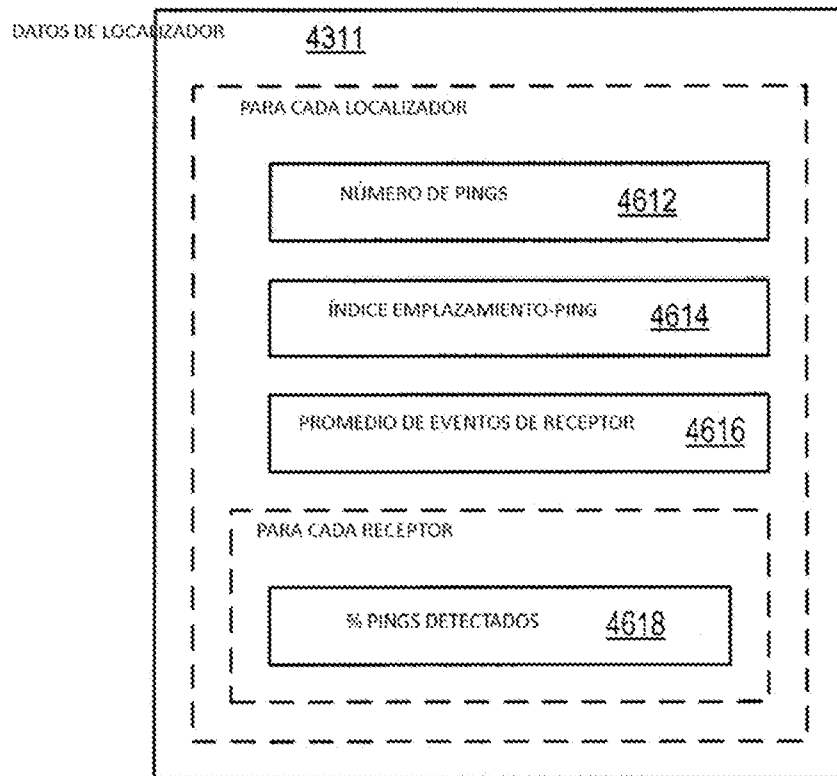 DATOS DE LOCALIZADOR 4311
PARA CADA LOCALIZADOR
NÚMERO DE PINGS 4612
ÍNDICE EMPLAZAMIENTO-PING 4614
PROMEDIO DE EVENTOS DE RECEPTOR 4616
PARA CADA RECEPTOR
% PINGS DETECTADOS 4618